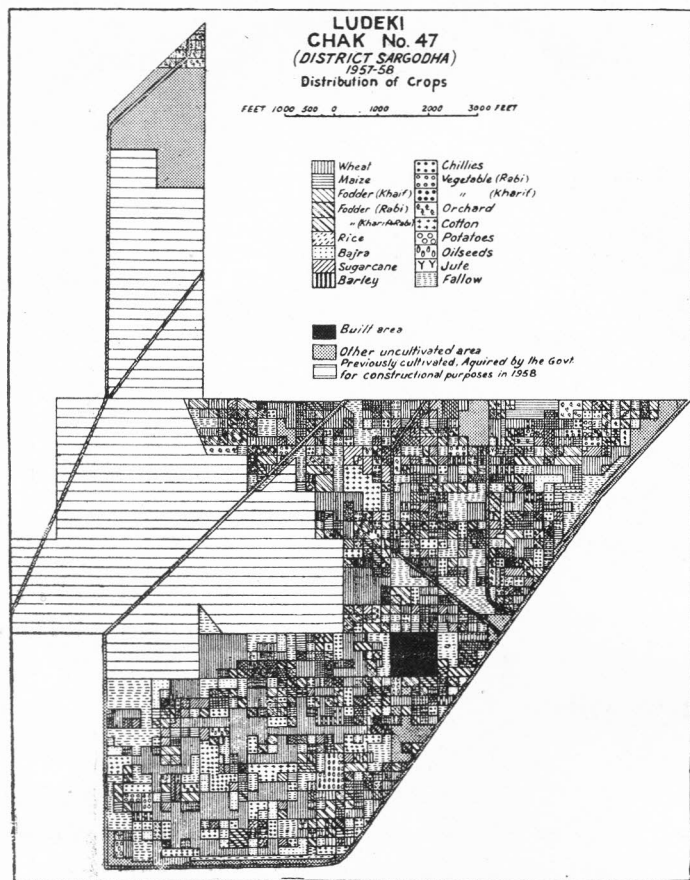 LUDEKI
CHAK No. 47
(DISTRICT SARGODHA)
1957-58
Distribution of Crops
FEET 1000 500 0 1000 2000 3000 FEET
Wheat
Maize
Fodder (Khaif)
Fodder (Rabi)
" (Kharif&Rabi)
Rice
Bajra
Sugarcane
Barley
Chillies
Vegetable (Rabi)
" (Kharif)
Orchard
Cotton
Potatoes
Oilseeds
Jute
Fallow
Built area
Other uncultivated area
Previously cultivated. Aquired by the Govt.
for constructional purposes in 1958